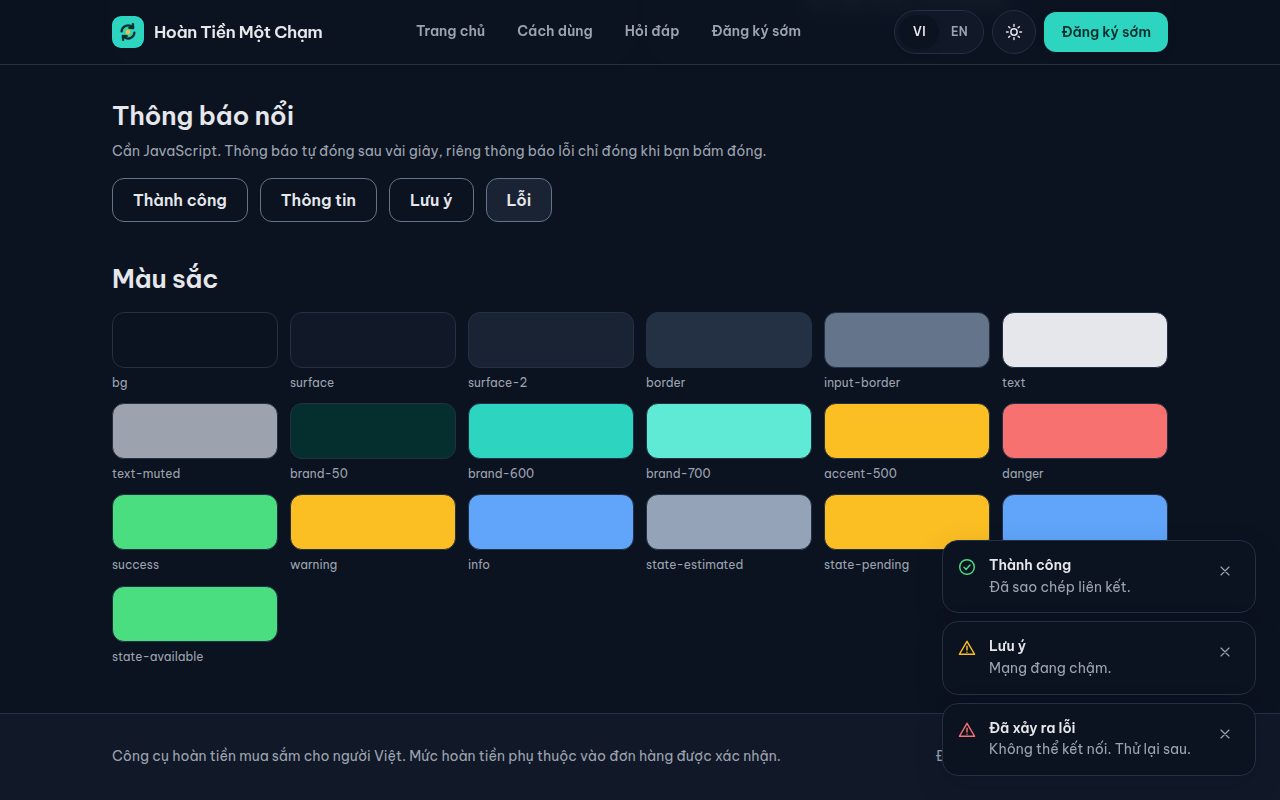 Hoàn Tiền Một Chạm
Trang chủ
Cách dùng
Hỏi đáp
Đăng ký sớm
VI
EN
Đăng ký sớm
Thông báo nổi
Cần JavaScript. Thông báo tự đóng sau vài giây, riêng thông báo lỗi chỉ đóng khi bạn bấm đóng.
Thành công
Thông tin
Lưu ý
Lỗi
Màu sắc
bg
surface
surface-2
border
input-border
text
text-muted
brand-50
brand-600
brand-700
accent-500
danger
success
warning
info
state-estimated
state-pending
state-available
Thành công
Đã sao chép liên kết.
Lưu ý
Mạng đang chậm.
Đã xảy ra lỗi
Không thể kết nối. Thử lại sau.
Công cụ hoàn tiền mua sắm cho người Việt. Mức hoàn tiền phụ thuộc vào đơn hàng được xác nhận.